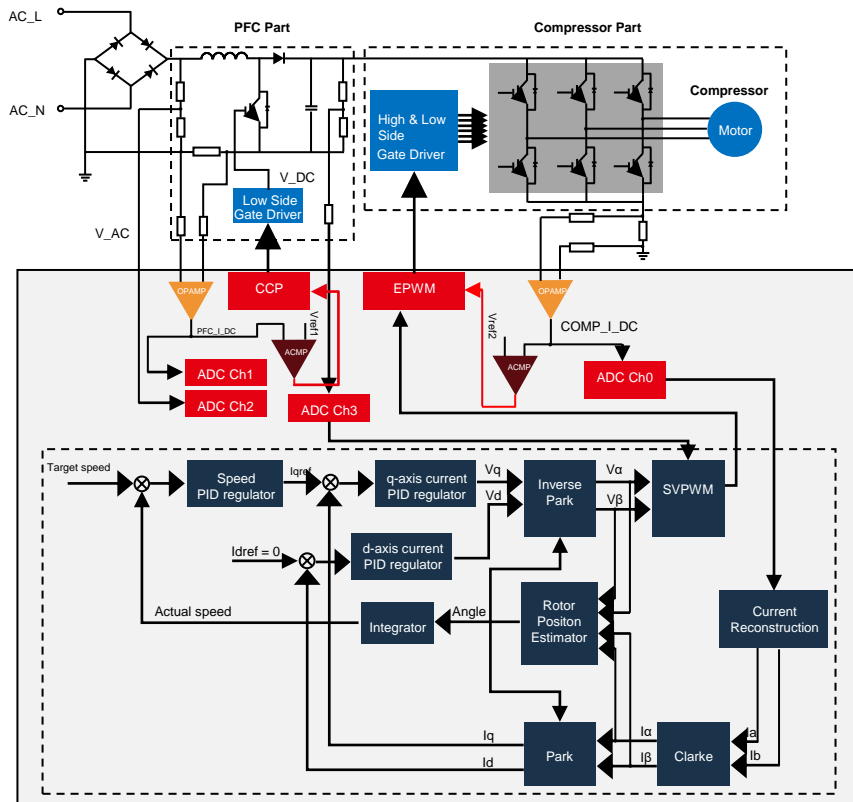 AC_L
PFC Part
Compressor Part
AC_N
High & Low
Side
Gate Driver
Compressor
Motor
V_DC
Low Side
Gate Driver
V_AC
OPAMP
CCP
EPWM
OPAMP
PFC_I_DC
Vref1
ACMP
Vref2
COMP_I_DC
ACMP
ADC Ch1
ADC Ch2
ADC Ch3
ADC Ch0
Target speed
Speed
PID regulator
Iqref
q-axis current
PID regulator
Vq
Vd
Inverse
Park
Vα
Vβ
SVPWM
Idref = 0
d-axis current
PID regulator
Actual speed
Integrator
Angle
Rotor
Positon
Estimator
Current
Reconstruction
Iq
Id
Park
Iα
Iβ
Clarke
Ia
Ib